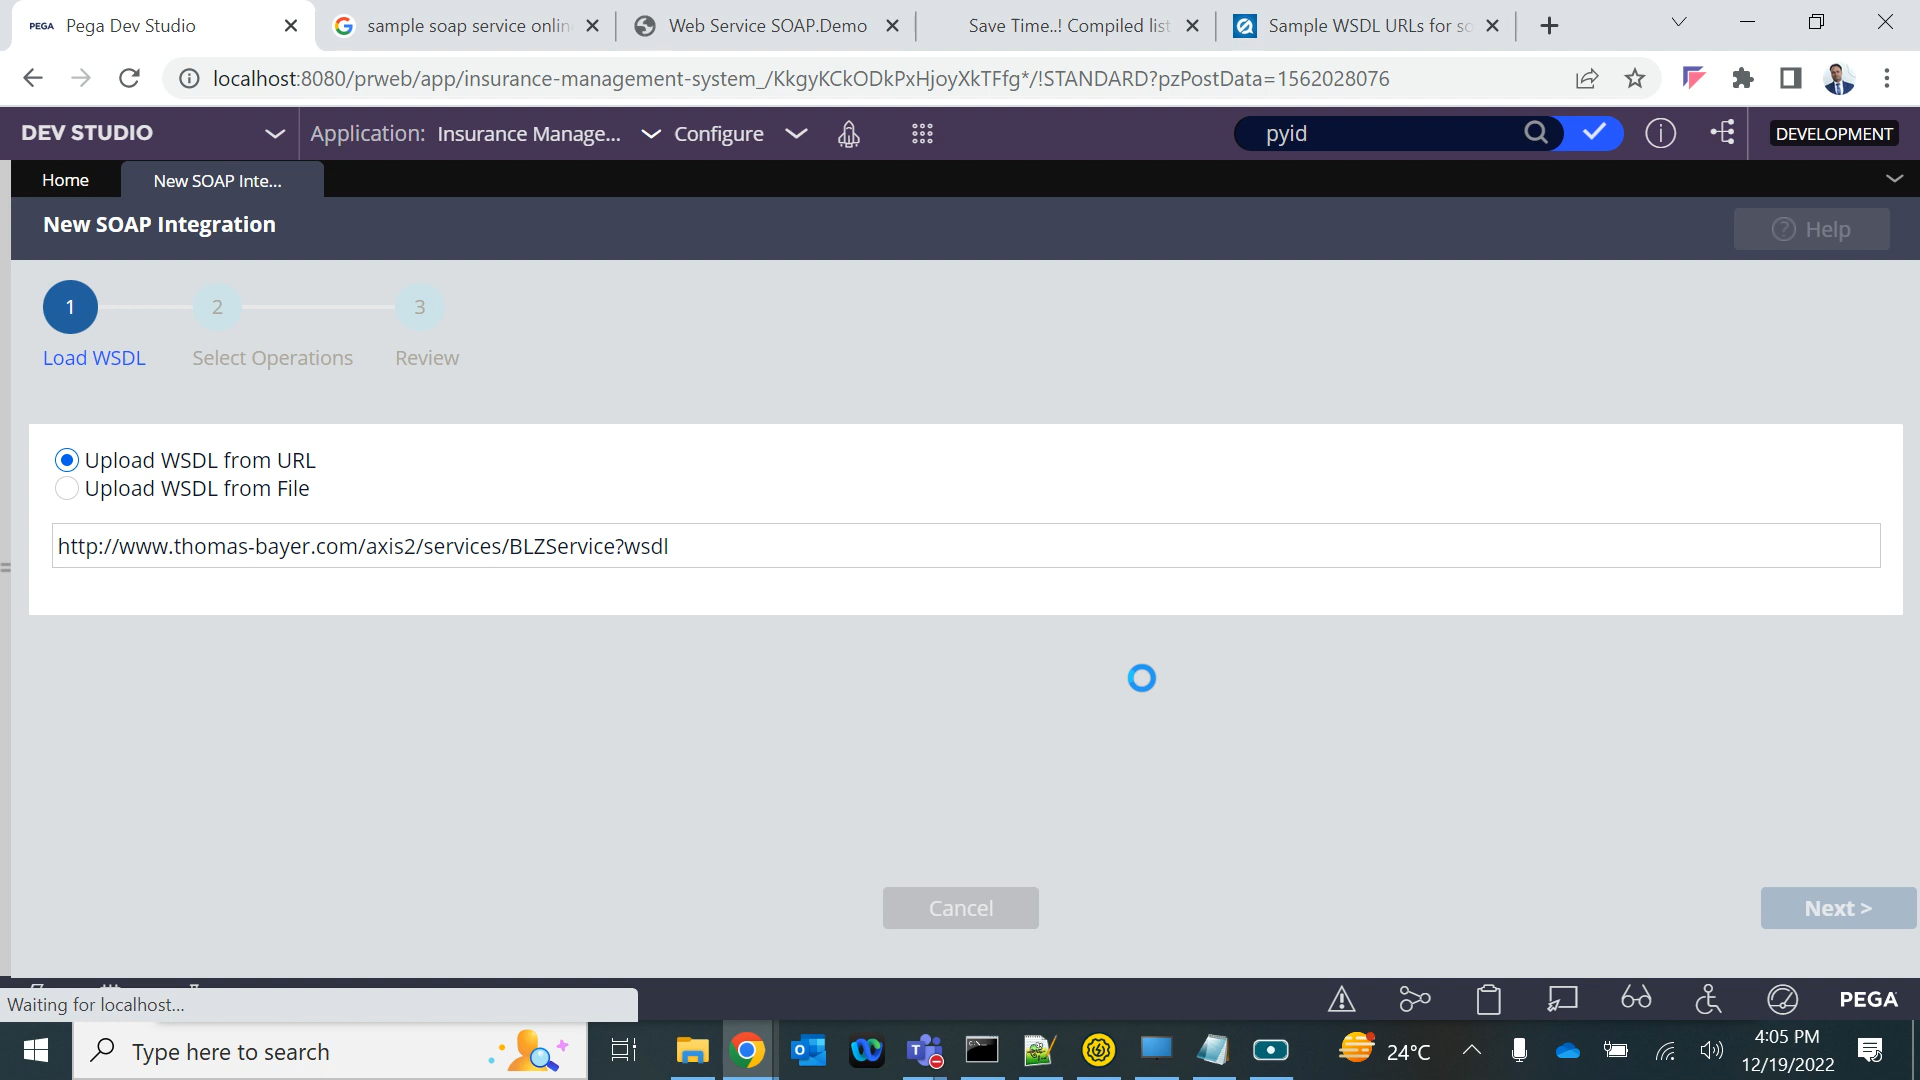 PEGA Pega Dev Studio
sample soap service onlin
Web Service SOAP.Demo
Save Time..! Compiled list
Sample WSDL URLs for so
localhost:8080/prweb/app/insurance-management-system_/KkgyKCkODkPxHjoyXkTFfg*/!STANDARD?pzPostData=1562028076
DEV STUDIO
Application: Insurance Manage...
Configure
pyid
DEVELOPMENT
Home
New SOAP Inte...
New SOAP Integration
? Help
1
2
3
Load WSDL
Select Operations
Review
Upload WSDL from URL
Upload WSDL from File
http://www.thomas-bayer.com/axis2/services/BLZService?wsdl
Cancel
Next >
Waiting for localhost...
PEGA
Type here to search
24°C
4:05 PM
12/19/2022